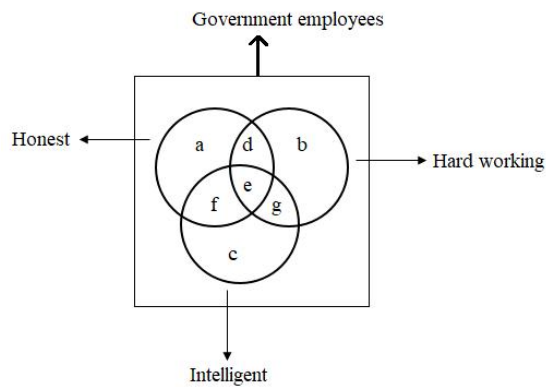 Government employees
Honest
a
d
b
Hard working
e
f
g
c
Intelligent